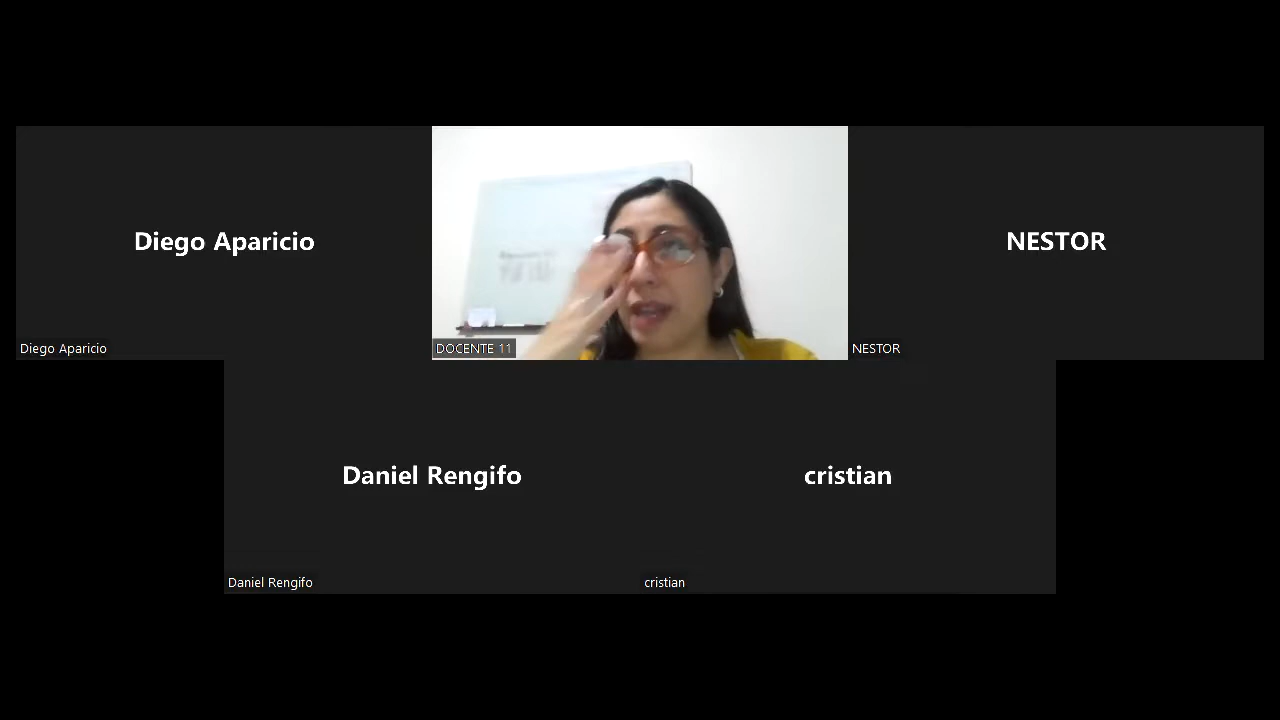 Diego Aparicio
NESTOR
Diego Aparicio
DOCENTE 11
NESTOR
Daniel Rengifo
cristian
Daniel Rengifo
cristian